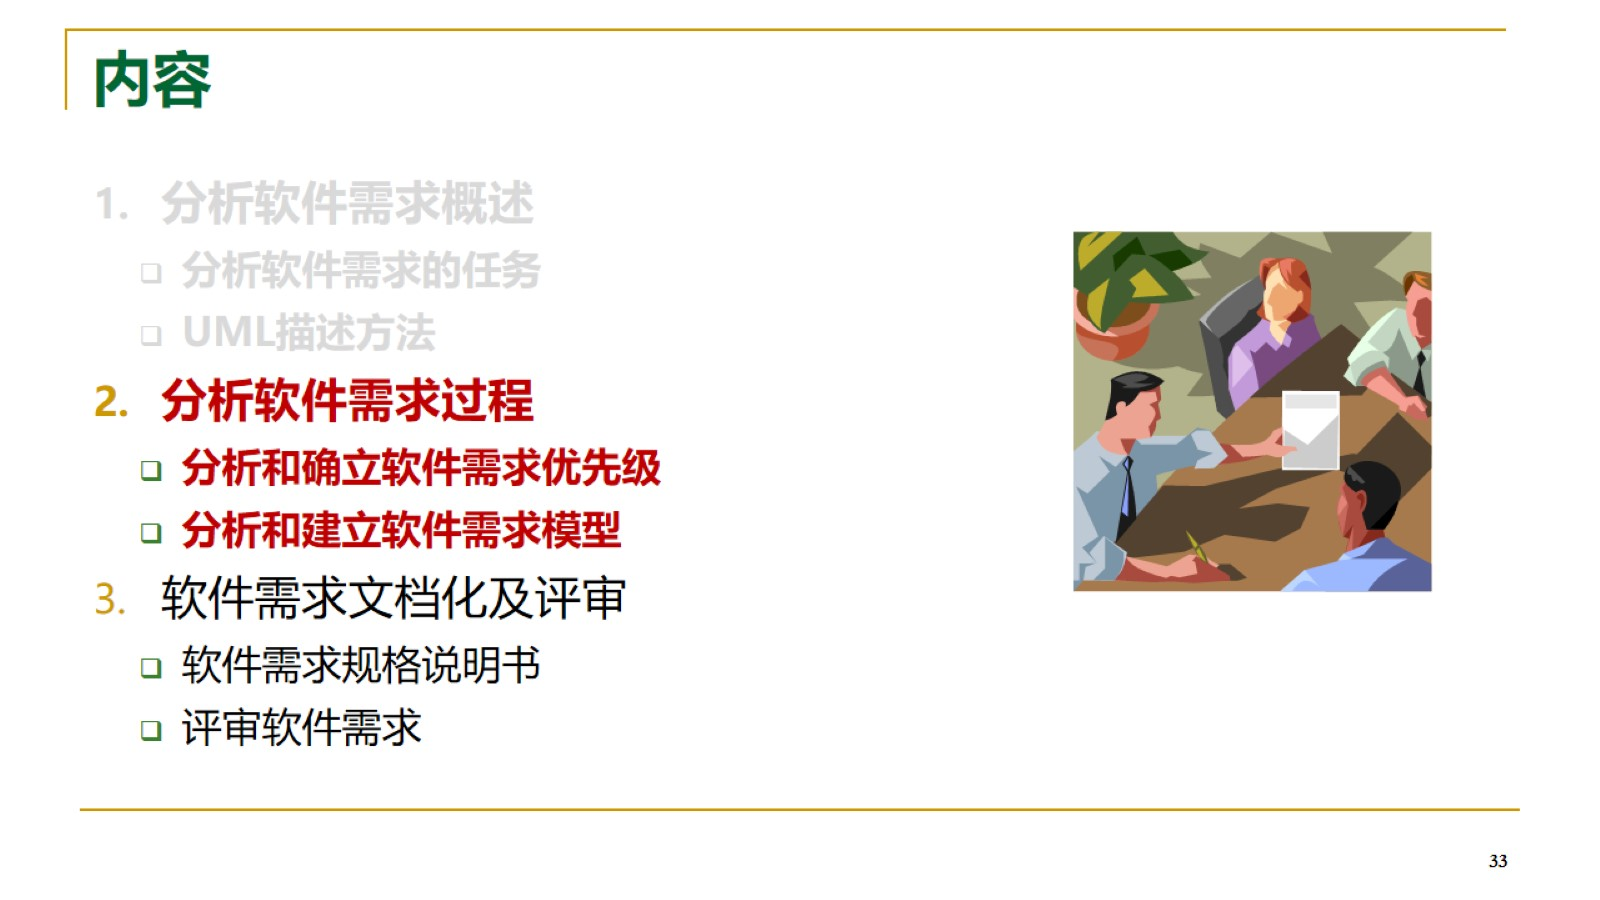 内容
1. 分析软件需求概述
❑ 分析软件需求的任务
❑ UML描述方法
2. 分析软件需求过程
❑ 分析和确立软件需求优先级
❑ 分析和建立软件需求模型
3. 软件需求文档化及评审
❑ 软件需求规格说明书
❑ 评审软件需求
33